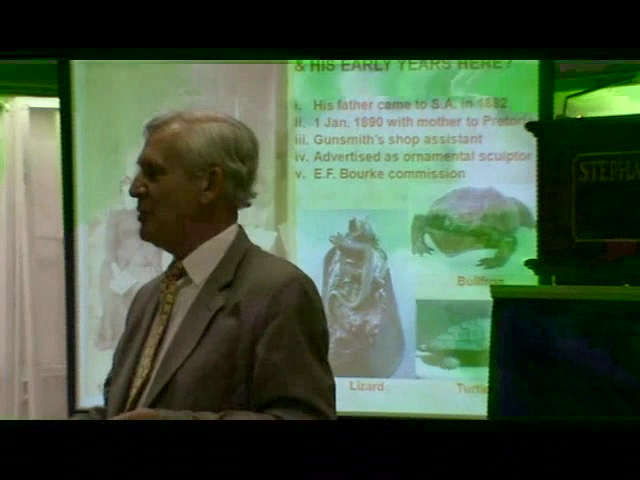 & HIS EARLY YEARS HERE?
i. His father came to S.A. in 1882
ii. 1 Jan. 1890 with mother to Pretoria
iii. Gunsmith's shop assistant
iv. Advertised as ornamental sculptor
v. E.F. Bourke commission
STEPHA
Bullfrog
Lizard
Turtle